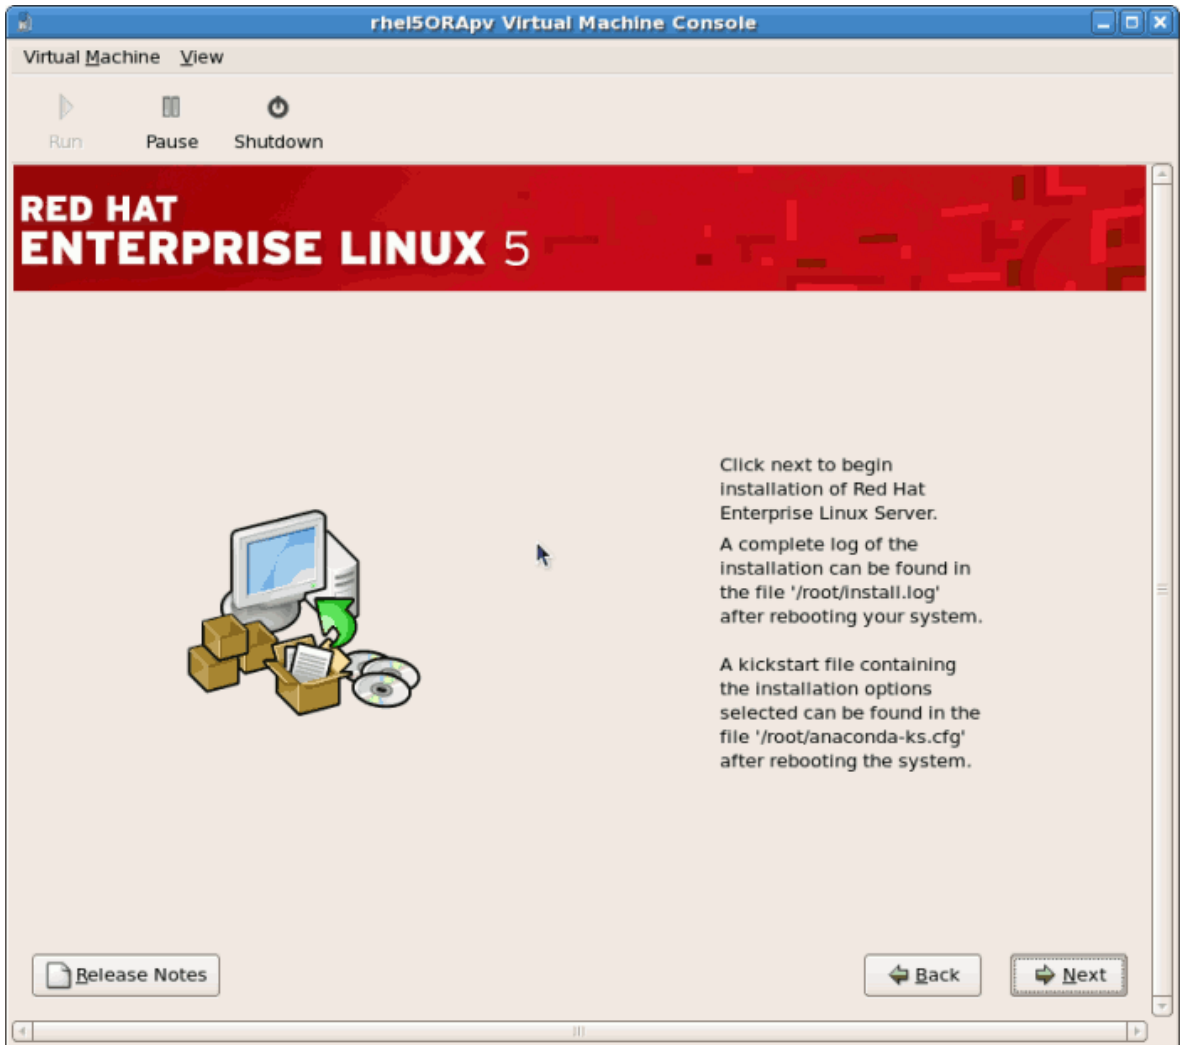 rhel5ORApv Virtual Machine Console
Virtual Machine View
Run Pause Shutdown
RED HAT
ENTERPRISE LINUX 5
Click next to begin
installation of Red Hat
Enterprise Linux Server.
A complete log of the
installation can be found in
the file '/root/install.log'
after rebooting your system.
A kickstart file containing
the installation options
selected can be found in the
file '/root/anaconda-ks.cfg'
after rebooting the system.
Release Notes Back Next